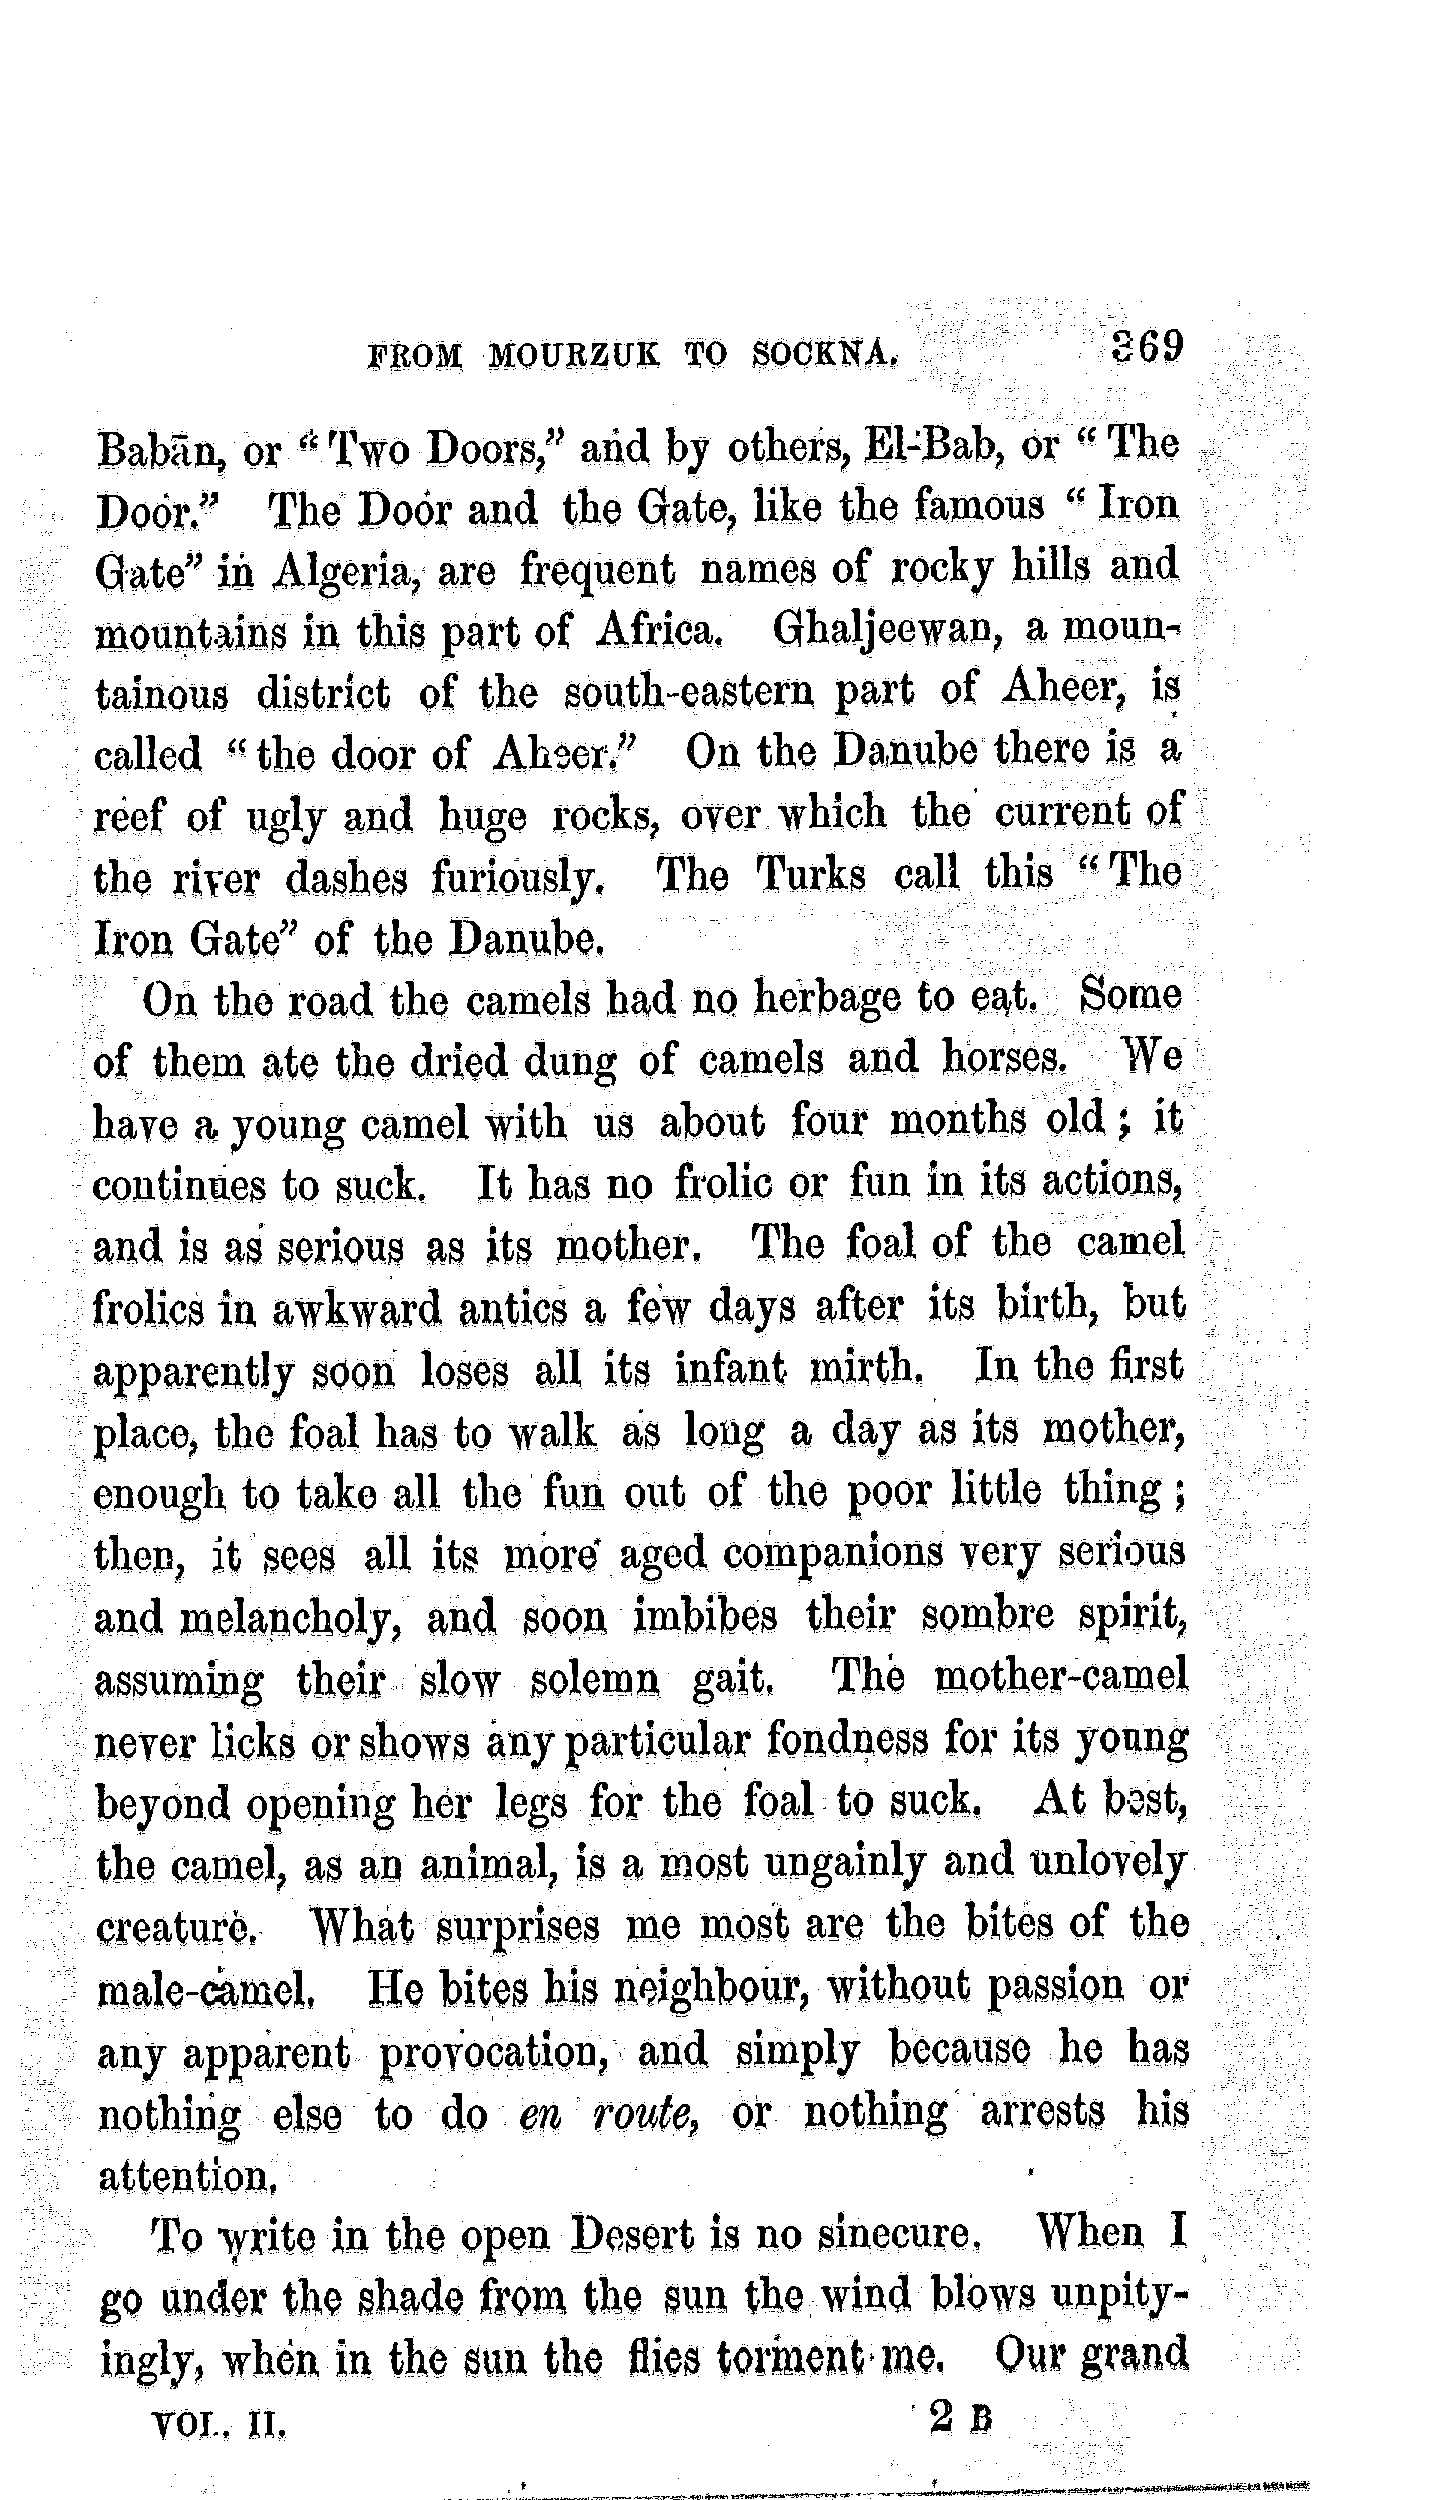 FROM MOURZUK TO SOCKNA. 369
Babān, or “Two Doors,” and by others, El-Bab, or “The
Door.” The Door and the Gate, like the famous “Iron
Gate” in Algeria, are frequent names of rocky hills and
mountains in this part of Africa. Ghaljeewan, a moun-
tainous district of the south-eastern part of Aheer, is
called “the door of Aheer.” On the Danube there is a
reef of ugly and huge rocks, over which the current of
the river dashes furiously. The Turks call this “The
Iron Gate” of the Danube.
On the road the camels had no herbage to eat. Some
of them ate the dried dung of camels and horses. We
have a young camel with us about four months old; it
continues to suck. It has no frolic or fun in its actions,
and is as serious as its mother. The foal of the camel
frolics in awkward antics a few days after its birth, but
apparently soon loses all its infant mirth. In the first
place, the foal has to walk as long a day as its mother,
enough to take all the fun out of the poor little thing;
then, it sees all its more aged companions very serious
and melancholy, and soon imbibes their sombre spirit,
assuming their slow solemn gait. The mother-camel
never licks or shows any particular fondness for its young
beyond opening her legs for the foal to suck. At best,
the camel, as an animal, is a most ungainly and unlovely
creature. What surprises me most are the bites of the
male-camel. He bites his neighbour, without passion or
any apparent provocation, and simply because he has
nothing else to do en route, or nothing arrests his
attention.
To write in the open Desert is no sinecure. When I
go under the shade from the sun the wind blows unpity-
ingly, when in the sun the flies torment me. Our grand
VOL. II. 2 B